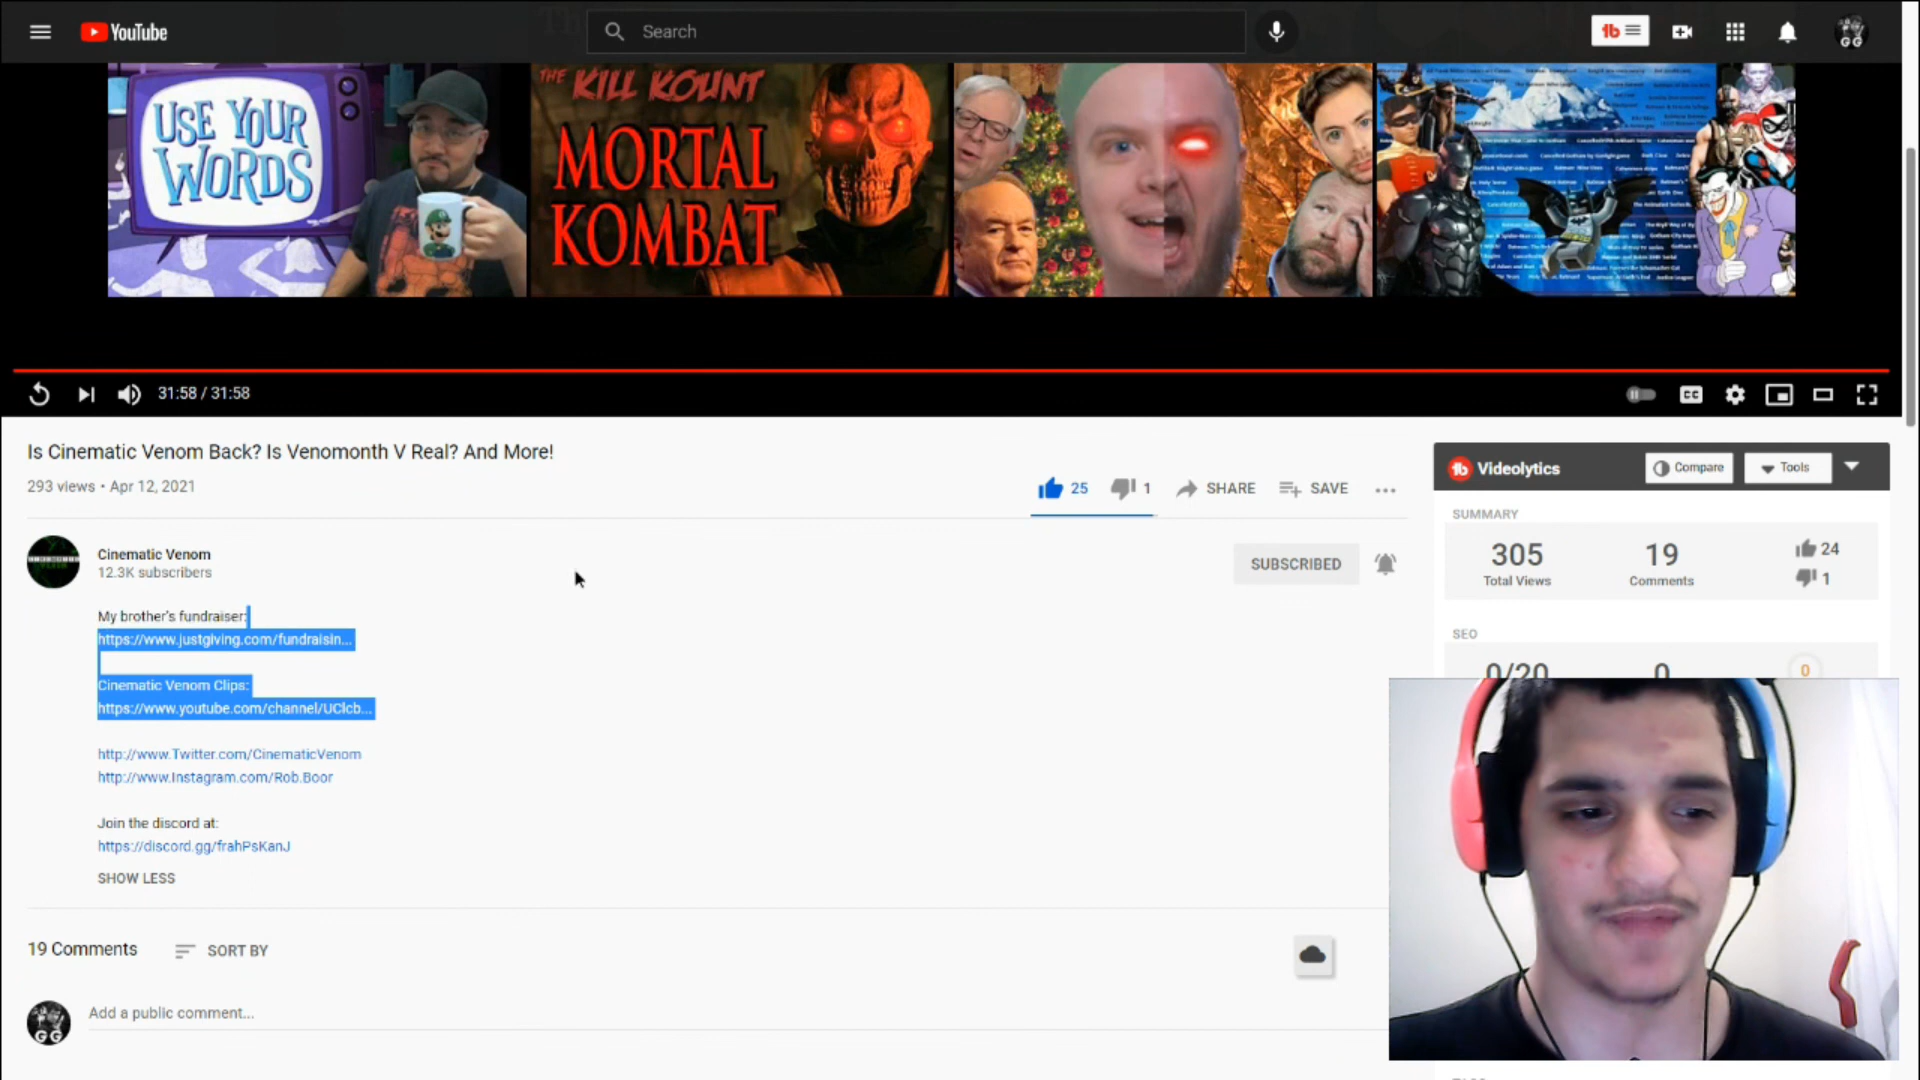 YouTube
Search
USE YOUR
WORDS
THE
KILL KOUNT
MORTAL
KOMBAT
31:58 / 31:58
CC
Is Cinematic Venom Back? Is Venomonth V Real? And More!
293 views • Apr 12, 2021
25
1
SHARE
SAVE
Videolytics
Compare
Tools
SUMMARY
305
19
24
Total Views
Comments
1
SEO
0/20
0
0
Cinematic Venom
12.3K subscribers
SUBSCRIBED
My brother's fundraiser:
https://www.justgiving.com/fundraisin...
Cinematic Venom Clips:
https://www.youtube.com/channel/UClcb...
http://www.Twitter.com/CinematicVenom
http://www.Instagram.com/Rob.Boor
Join the discord at:
https://discord.gg/frahPsKanJ
SHOW LESS
19 Comments
SORT BY
GG
Add a public comment...